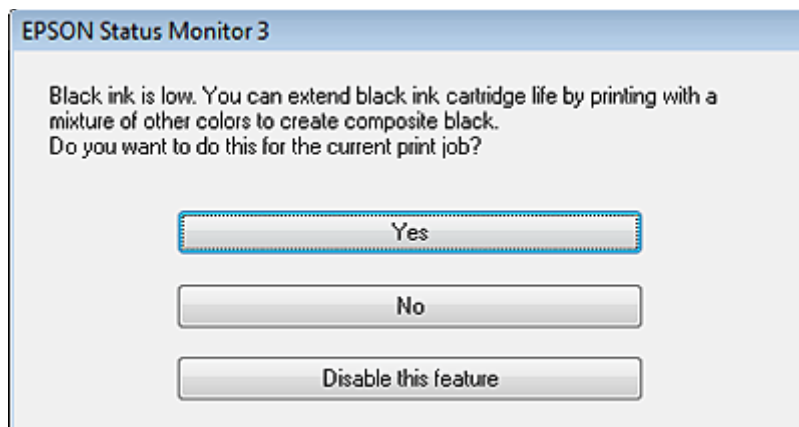 EPSON Status Monitor 3
Black ink is low. You can extend black ink cartridge life by printing with a
mixture of other colors to create composite black.
Do you want to do this for the current print job?
Yes
No
Disable this feature